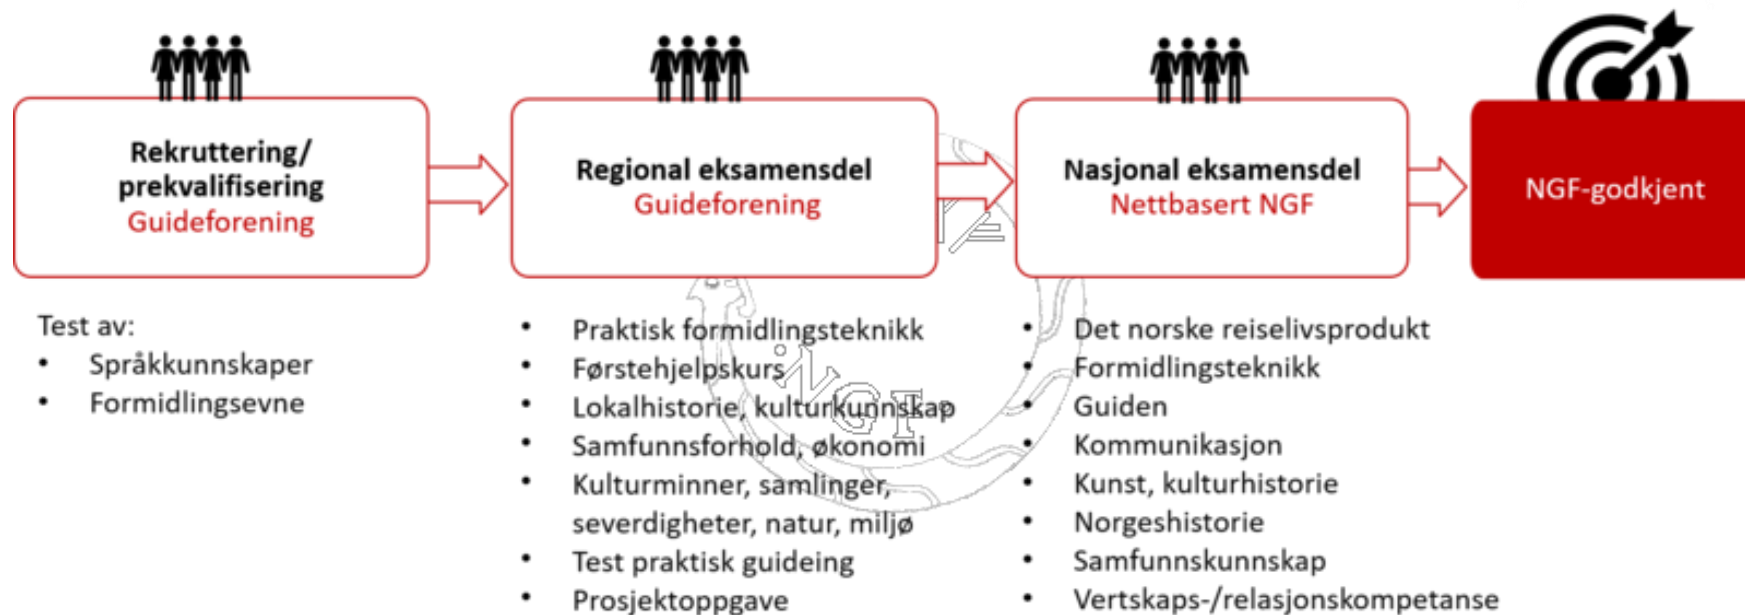 Rekruttering/
prekvalifisering
Guideforening
Regional eksamensdel
Guideforening
Nasjonal eksamensdel
Nettbasert NGF
NGF-godkjent
Test av:
• Språkkunnskaper
• Formidlingsevne
• Praktisk formidlingsteknikk
• Førstehjelpskurs
• Lokalhistorie, kulturkunnskap
• Samfunnsforhold, økonomi
• Kulturminner, samlinger,
severdigheter, natur, miljø
• Test praktisk guideing
• Prosjektoppgave
• Det norske reiselivsprodukt
• Formidlingsteknikk
• Guiden
• Kommunikasjon
• Kunst, kulturhistorie
• Norgeshistorie
• Samfunnskunnskap
• Vertskaps-/relasjonskompetanse
NGF